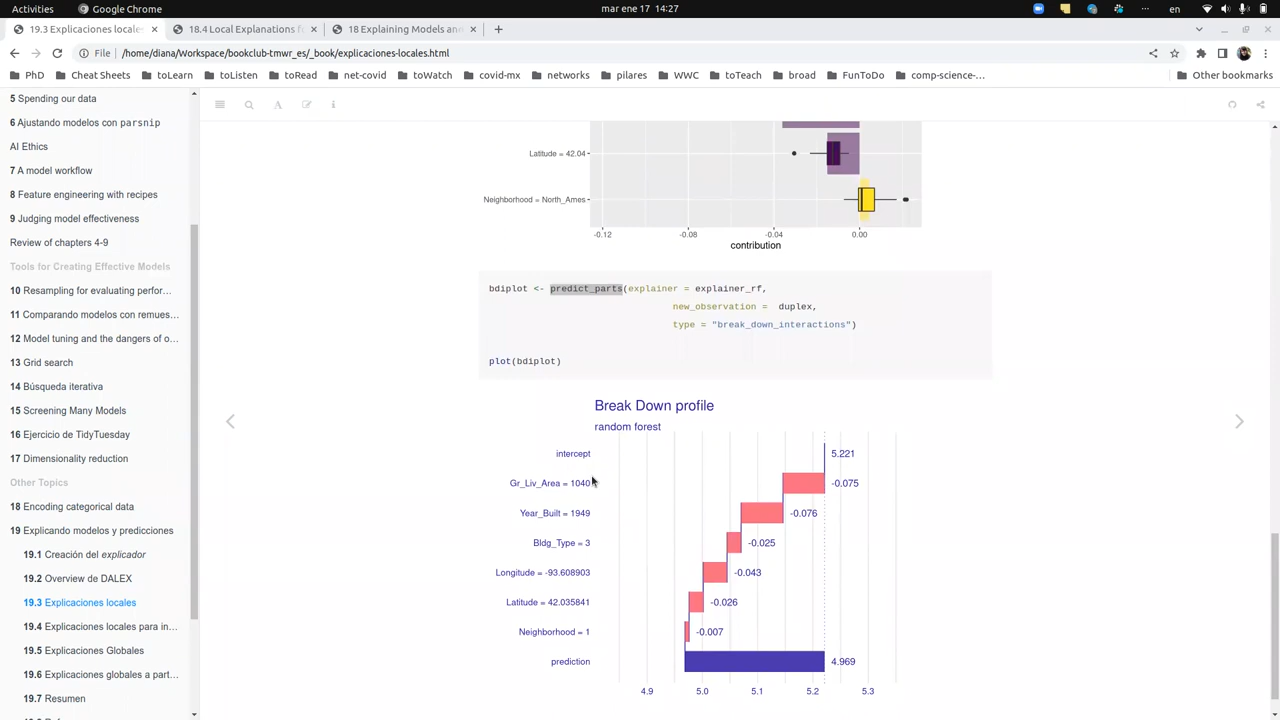 Activities
Google Chrome
mar ene 17  14:27
en
19.3 Explicaciones locale
18.4 Local Explanations f
18 Explaining Models an
File
/home/diana/Workspace/bookclub-tmwr_es/_book/explicaciones-locales.html
PhD
Cheat Sheets
toLearn
toListen
toRead
net-covid
toWatch
covid-mx
networks
pilares
WWC
toTeach
broad
FunToDo
comp-science-…
Other bookmarks
5 Spending our data
6 Ajustando modelos con parsnip
AI Ethics
7 A model workflow
8 Feature engineering with recipes
9 Judging model effectiveness
Review of chapters 4-9
Tools for Creating Effective Models
10 Resampling for evaluating perfor…
11 Comparando modelos con remues…
12 Model tuning and the dangers of o…
13 Grid search
14 Búsqueda iterativa
15 Screening Many Models
16 Ejercicio de TidyTuesday
17 Dimensionality reduction
Other Topics
18 Encoding categorical data
19 Explicando modelos y predicciones
19.1 Creación del explicador
19.2 Overview de DALEX
19.3 Explicaciones locales
19.4 Explicaciones locales para in…
19.5 Explicaciones Globales
19.6 Explicaciones globales a part…
19.7 Resumen
Latitude = 42.04
Neighborhood = North_Ames
-0.12 -0.08 -0.04 0.00
contribution
bdiplot <- predict_parts(explainer = explainer_rf,
new_observation =  duplex,
type = "break_down_interactions")
plot(bdiplot)
Break Down profile
random forest
intercept 5.221
Gr_Liv_Area = 1040 -0.075
Year_Built = 1949 -0.076
Bldg_Type = 3 -0.025
Longitude = -93.608903 -0.043
Latitude = 42.035841 -0.026
Neighborhood = 1 -0.007
prediction 4.969
4.9 5.0 5.1 5.2 5.3